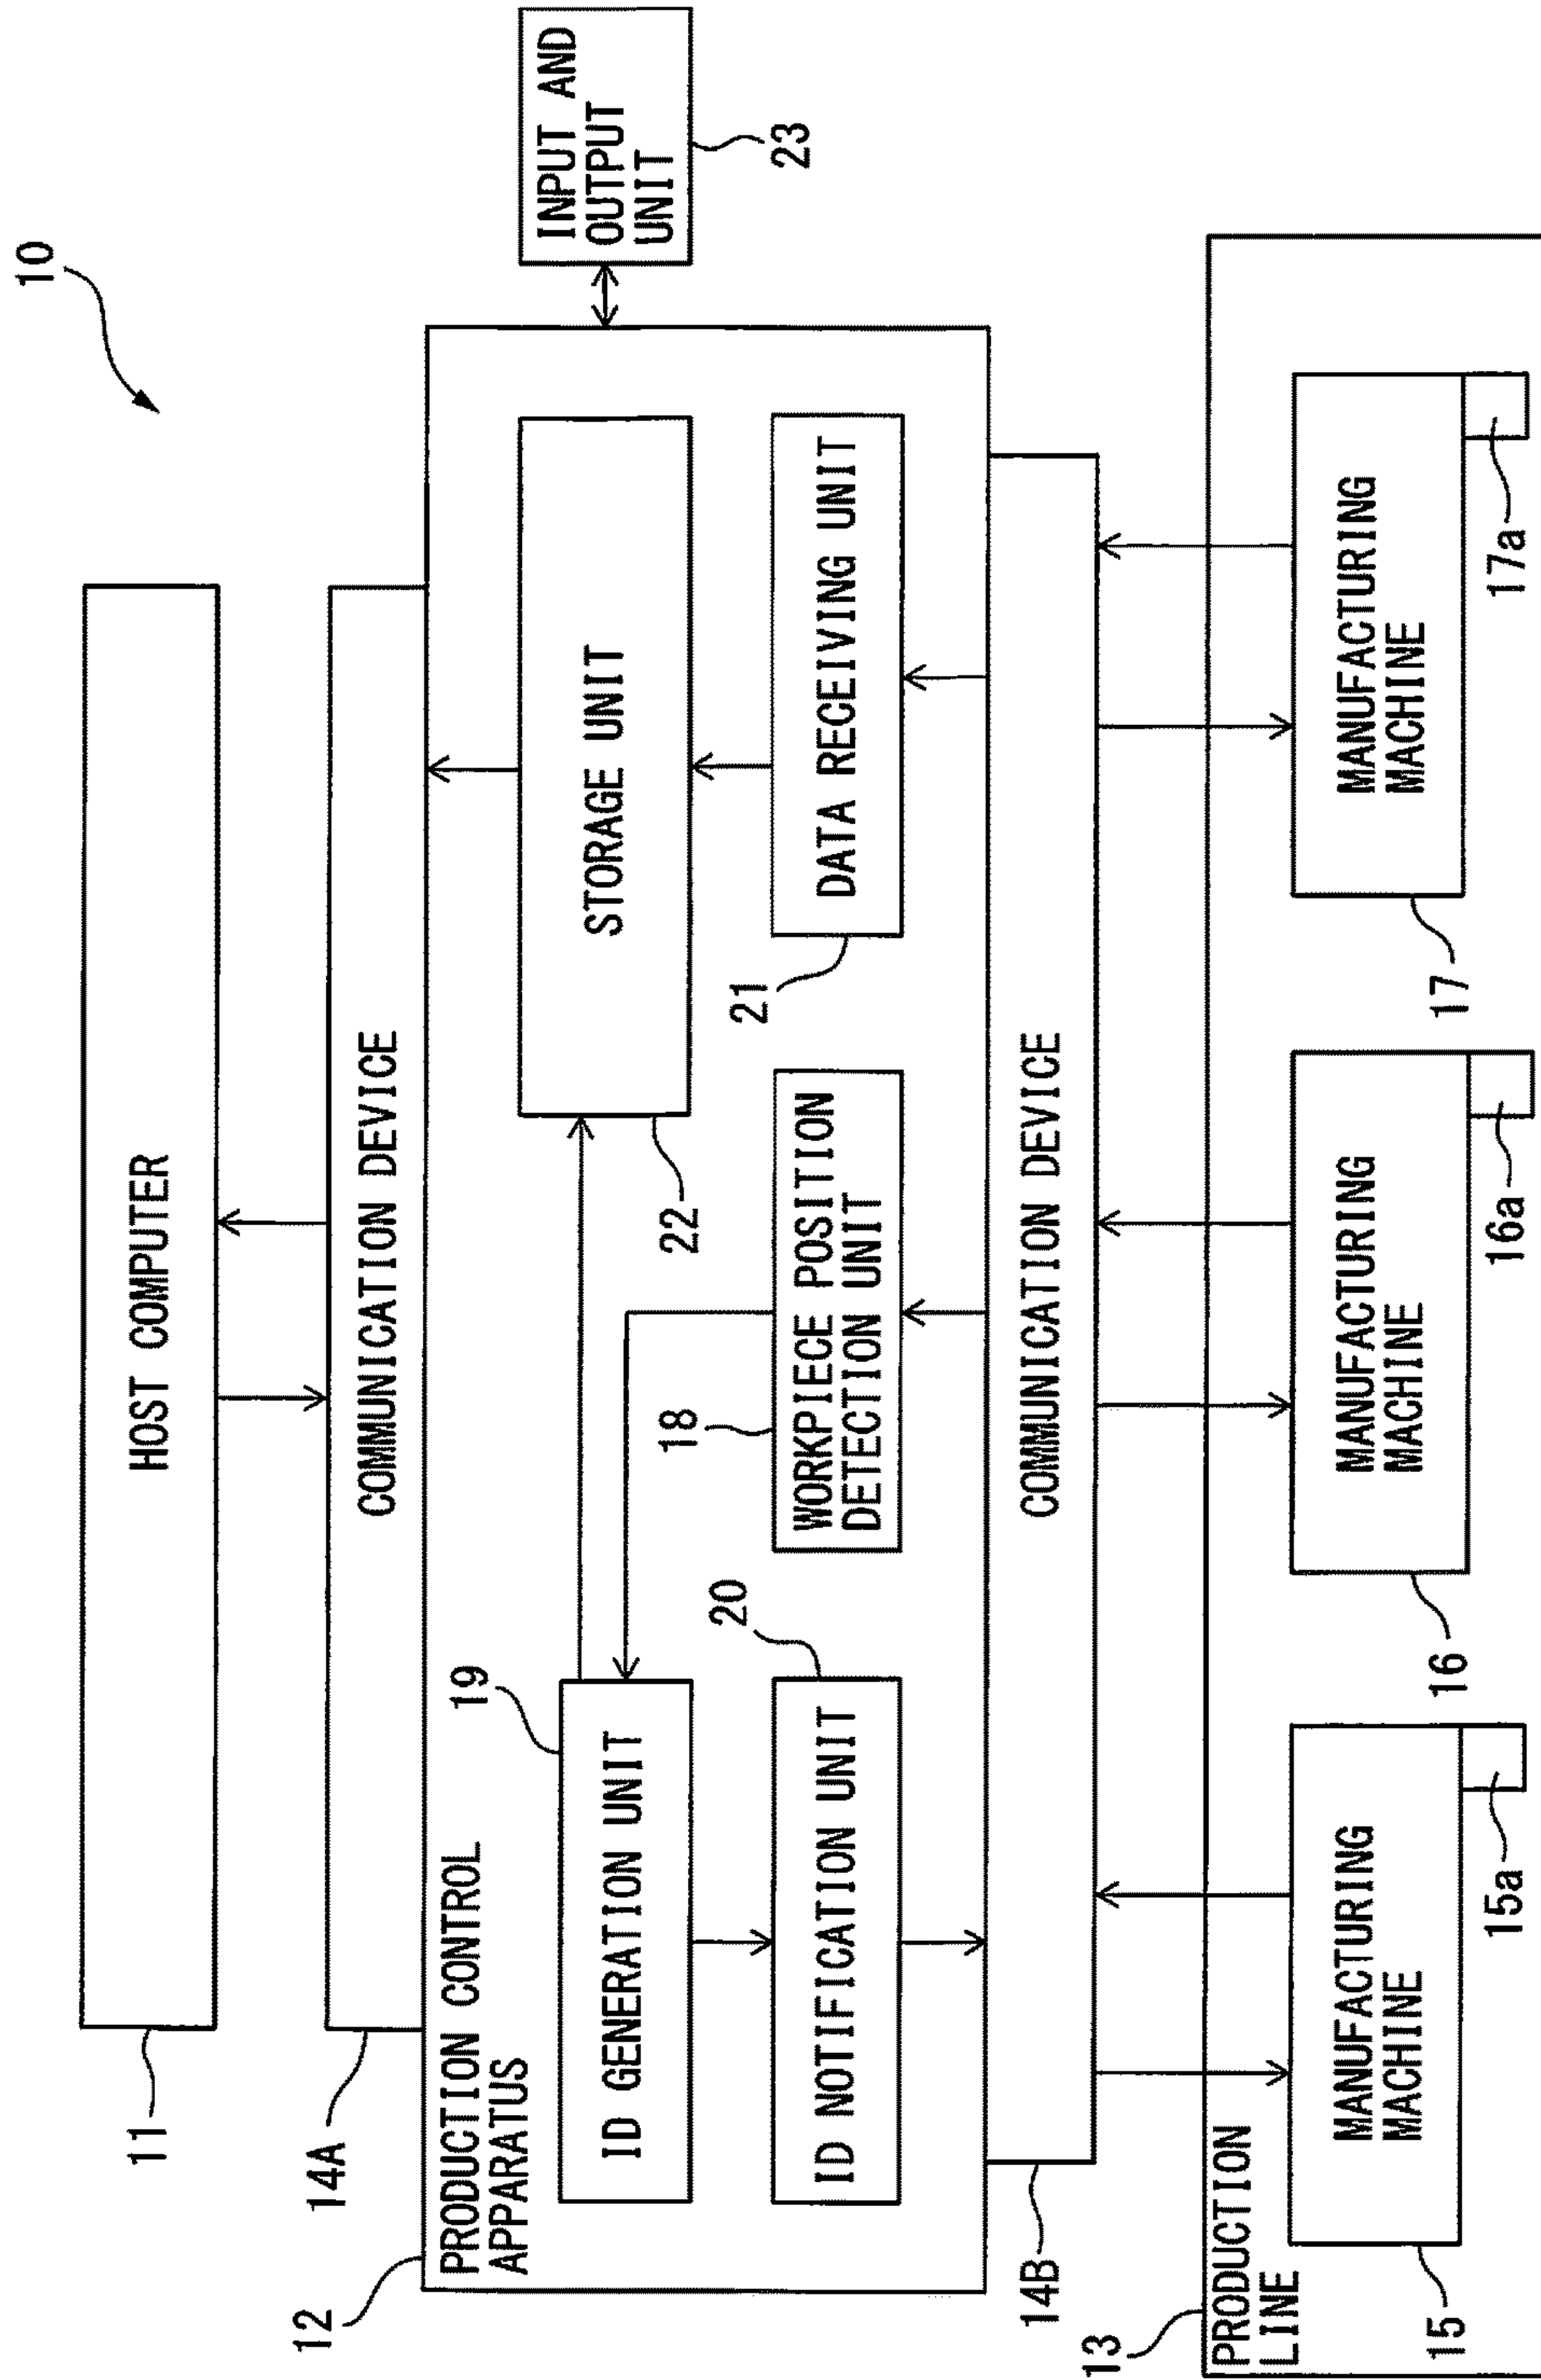 10
HOST COMPUTER
11
COMMUNICATION DEVICE
14A
PRODUCTION CONTROL
APPARATUS
12
INPUT AND
OUTPUT
UNIT
23
19
ID GENERATION UNIT
STORAGE UNIT
22
20
ID NOTIFICATION UNIT
18
WORKPIECE POSITION
DETECTION UNIT
21
DATA RECEIVING UNIT
COMMUNICATION DEVICE
14B
13
PRODUCTION
LINE
MANUFACTURING
MACHINE
15
15a
MANUFACTURING
MACHINE
16
16a
MANUFACTURING
MACHINE
17
17a